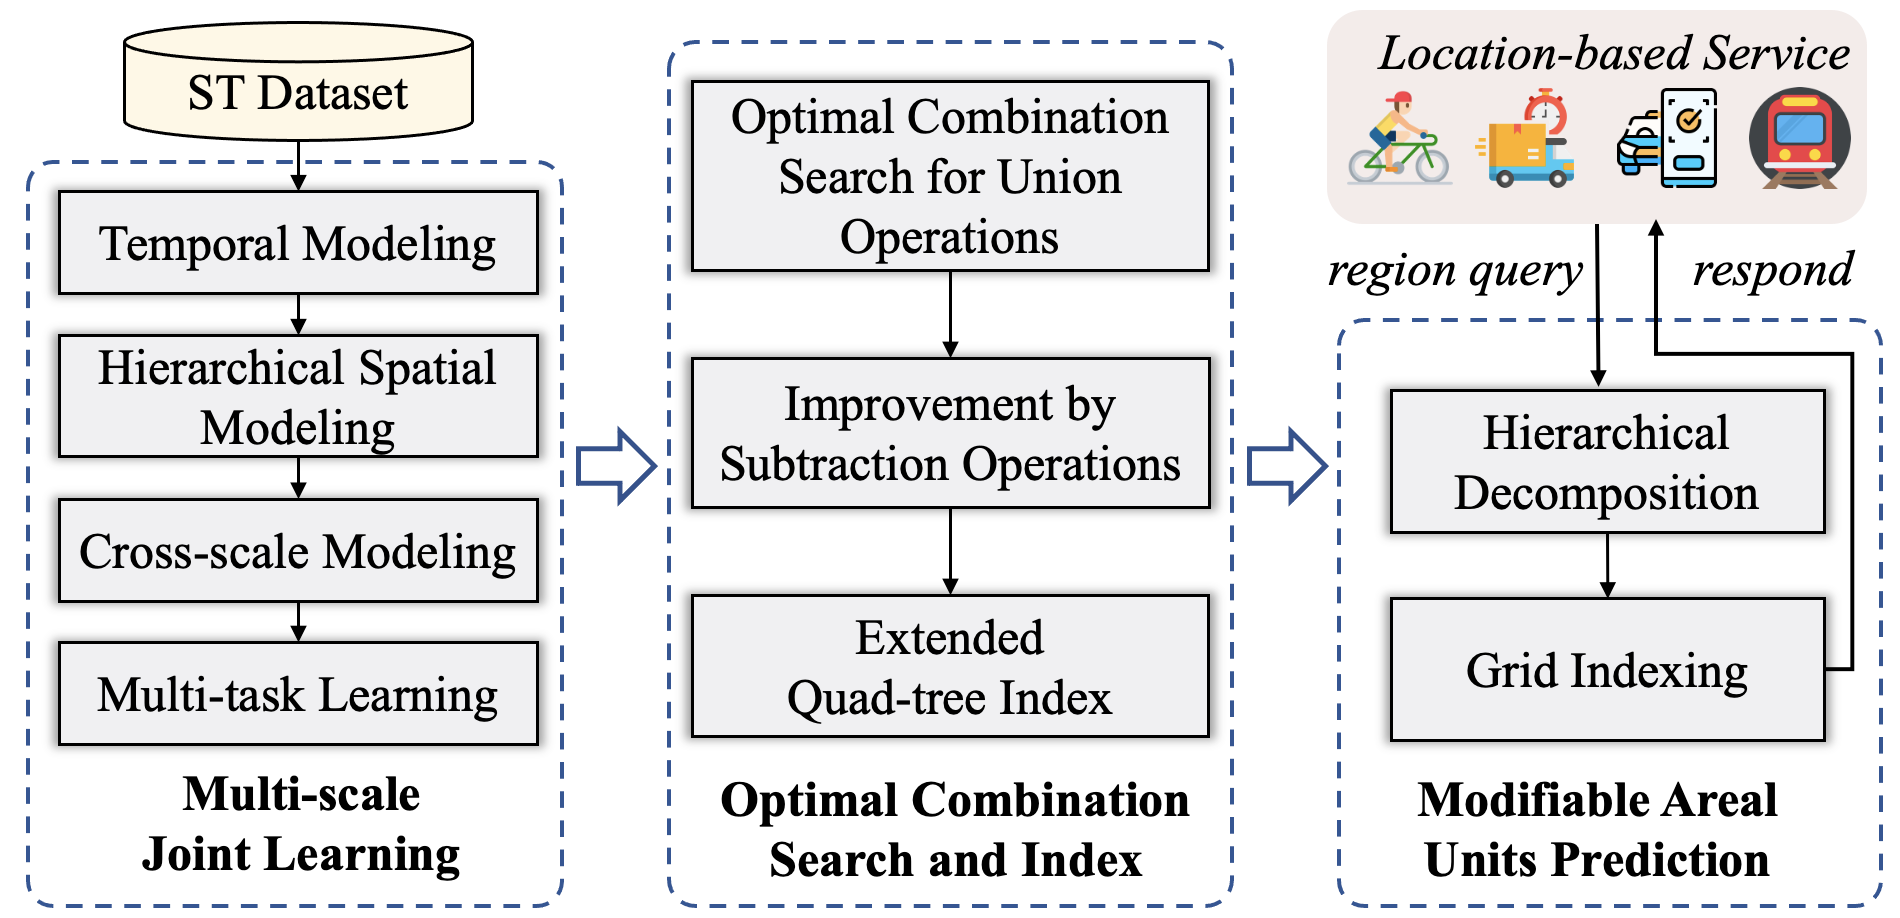 ST Dataset
Temporal Modeling
Hierarchical Spatial
Modeling
Cross-scale Modeling
Multi-task Learning
Multi-scale
Joint Learning
Optimal Combination
Search for Union
Operations
Improvement by
Subtraction Operations
Extended
Quad-tree Index
Optimal Combination
Search and Index
Location-based Service
region query
respond
Hierarchical
Decomposition
Grid Indexing
Modifiable Areal
Units Prediction